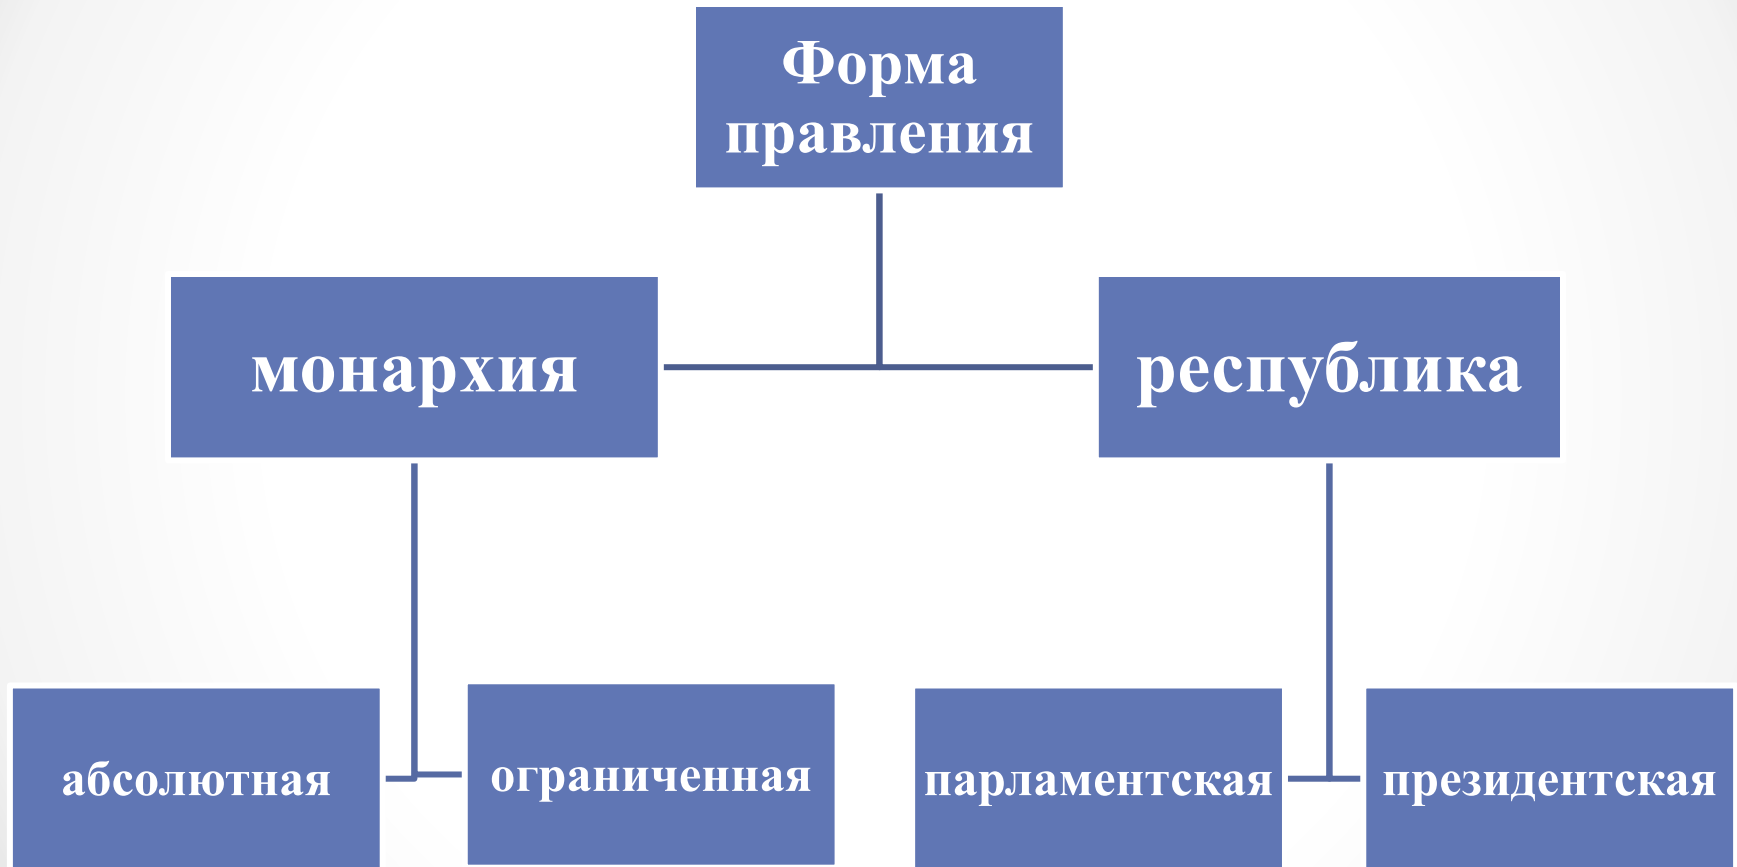 Форма
правления
монархия
республика
абсолютная
ограниченная
парламентская
президентская